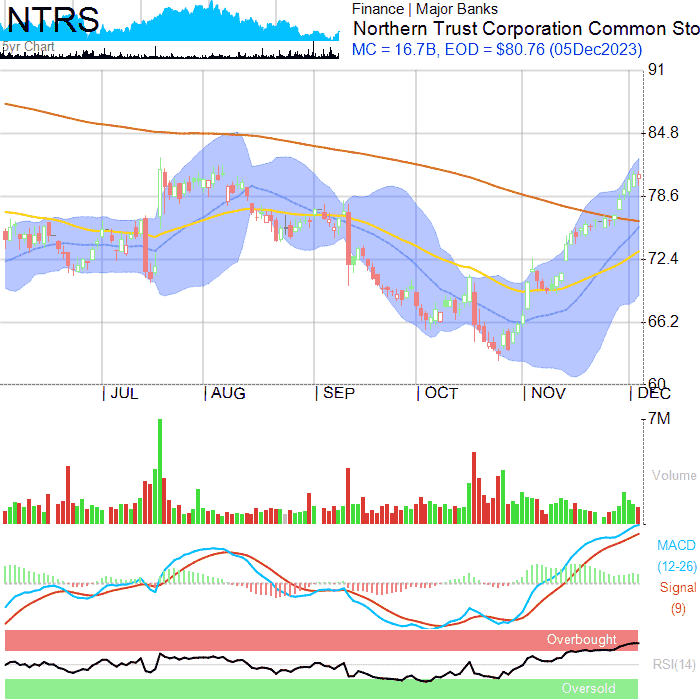 NTRS
5yr Chart
Finance | Major Banks
Northern Trust Corporation Common Sto
MC = 16.7B, EOD = $80.76 (05Dec2023)
91
84.8
78.6
72.4
66.2
60
JUL
AUG
SEP
OCT
NOV
DEC
7M
Volume
MACD
(12-26)
Signal
(9)
Overbought
RSI(14)
Oversold